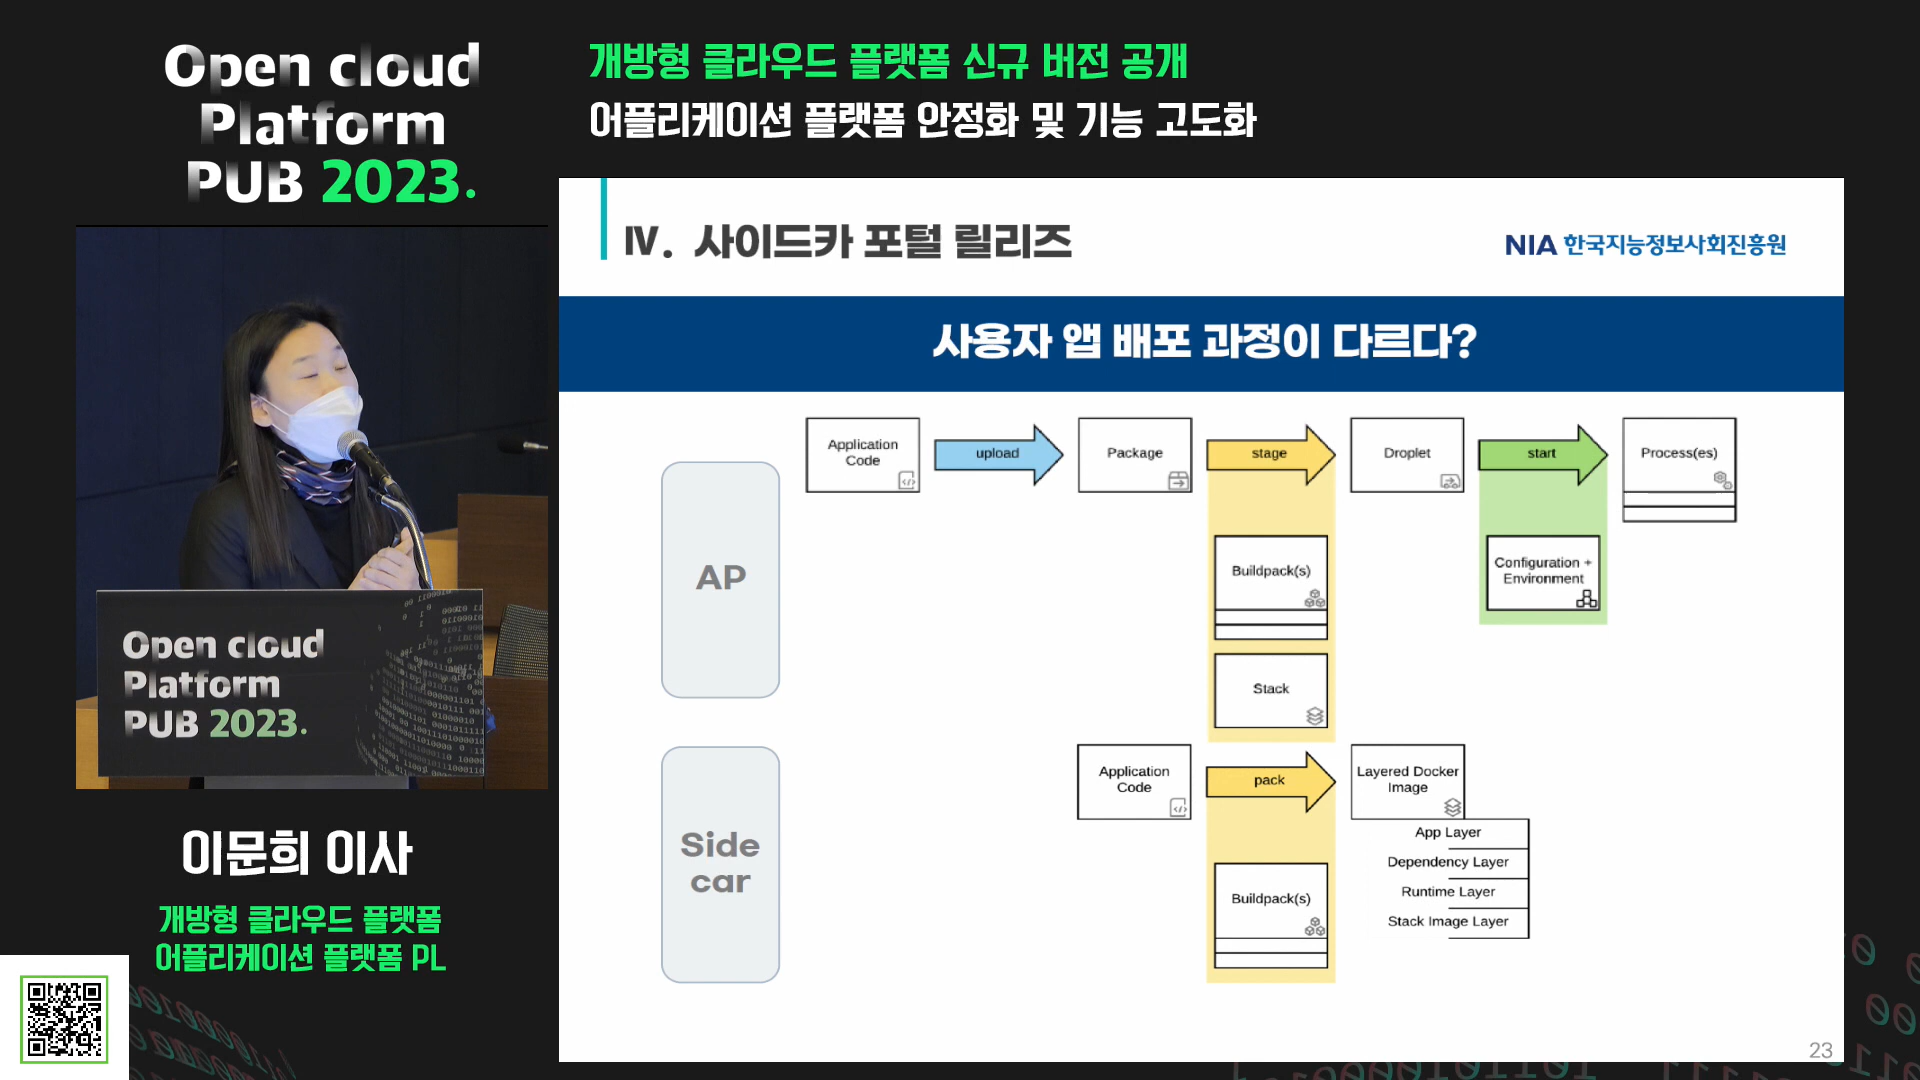 Open cloud
Platform
PUB 2023.
개방형 클라우드 플랫폼 신규 버전 공개
어플리케이션 플랫폼 안정화 및 기능 고도화
Ⅳ. 사이드카 포털 릴리즈
NIA 한국지능정보사회진흥원
사용자 앱 배포 과정이 다르다?
AP
Application
Code
upload
Package
stage
Droplet
start
Process(es)
Buildpack(s)
Configuration +
Environment
Stack
Side
car
Application
Code
pack
Layered Docker
Image
App Layer
Dependency Layer
Runtime Layer
Stack Image Layer
Buildpack(s)
23
Open cloud
Platform
PUB 2023.
이문희 이사
개방형 클라우드 플랫폼
어플리케이션 플랫폼 PL